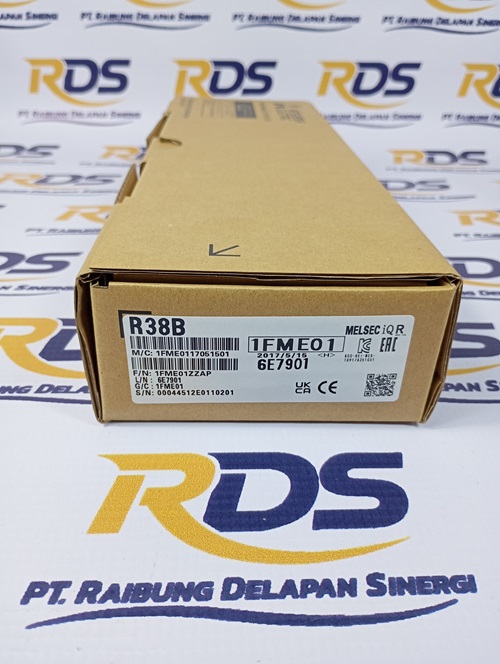 RDS
PT. RAIBUNG DELAPAN SINERGI
R38B
MELSEC iQ R
M/C: 1FME0117051501
1FME01
2017/5/15 <H>
6E7901
F/N: 1FME01ZZAP
L/N: 6E7901
G/C: 1FME01
S/N: 00044512E0110201
UK CA CE
EAC
RDS
PT. RAIBUNG DELAPAN SINERGI